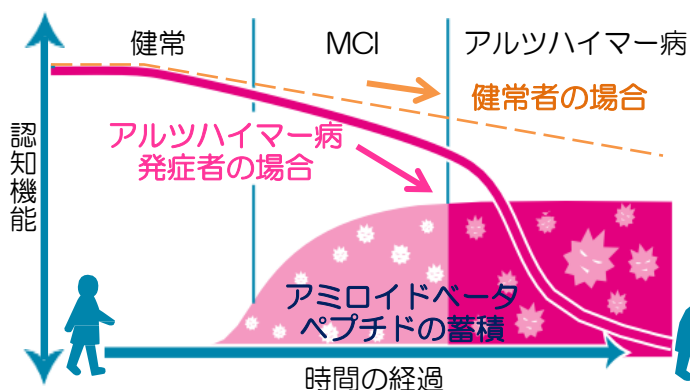 健常
MCI
アルツハイマー病
健常者の場合
アルツハイマー病
発症者の場合
認知機能
アミロイドベータ
ペプチドの蓄積
時間の経過